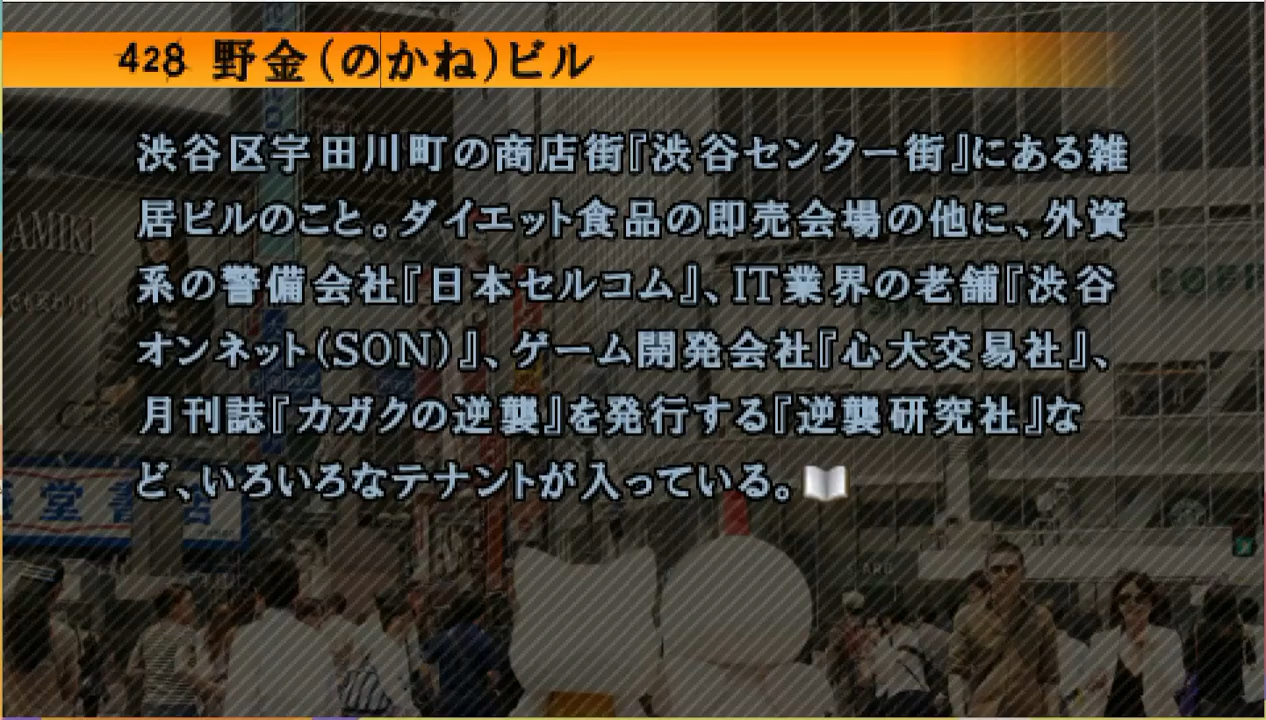 428 野金(のかね)ビル
渋谷区宇田川町の商店街『渋谷センター街』にある雑
居ビルのこと。ダイエット食品の即売会場の他に、外資
系の警備会社『日本セルコム』、IT業界の老舗『渋谷
オンネット(SON)』、ゲーム開発会社『心大交易社』、
月刊誌『カガクの逆襲』を発行する『逆襲研究社』な
ど、いろいろなテナントが入っている。
AMIKI
堂書店